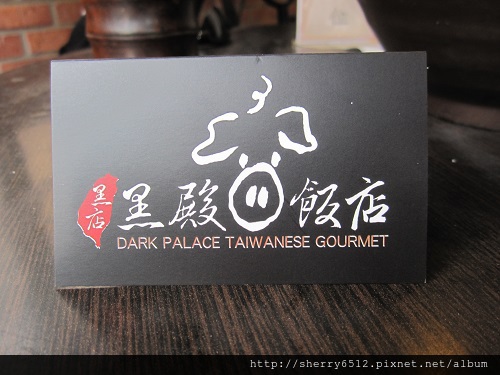 黑店
黑殿飯店
DARK PALACE TAIWANESE GOURMET
http://sherry6512.pixnet.net/album